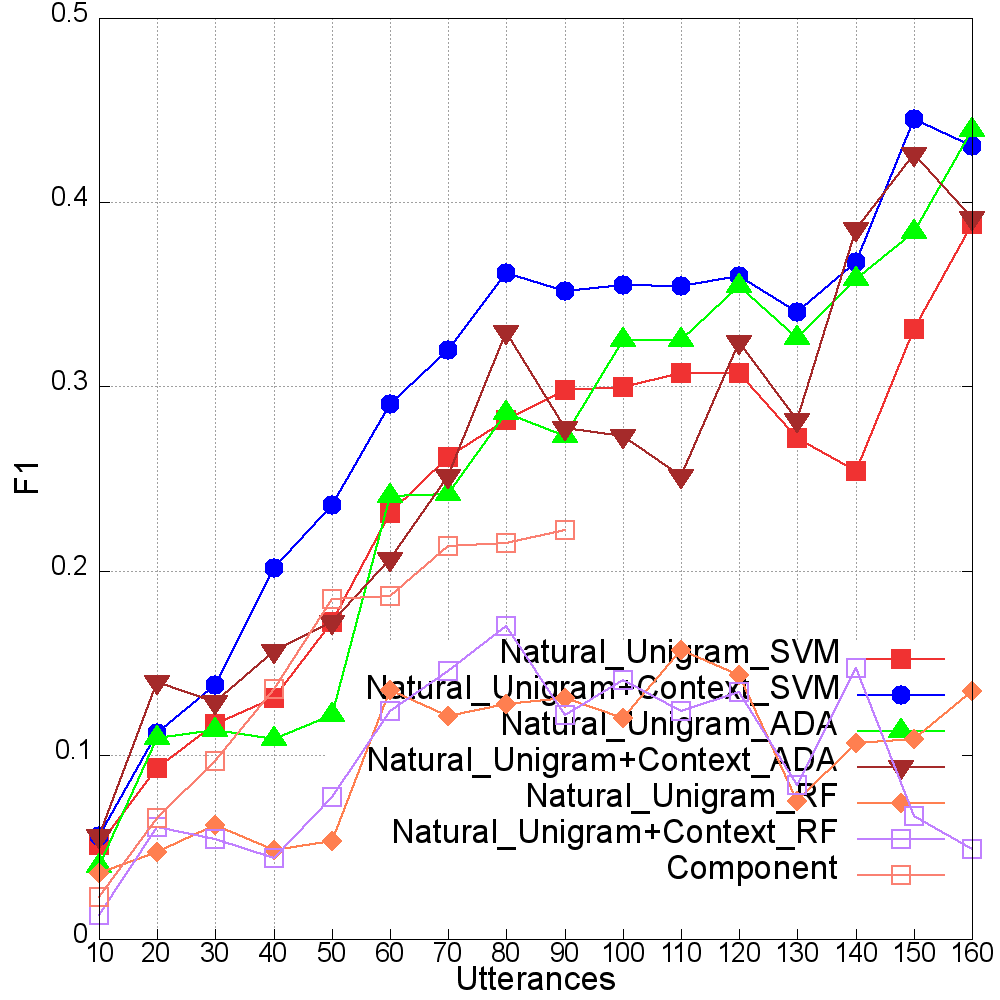 0.5
0.4
0.3
0.2
0.1
0
F1
Natural_Unigram_SVM
Natural_Unigram+Context_SVM
Natural_Unigram_ADA
Natural_Unigram+Context_ADA
Natural_Unigram_RF
Natural_Unigram+Context_RF
Component
10 20 30 40 50 60 70 80 90 100 110 120 130 140 150 160
Utterances